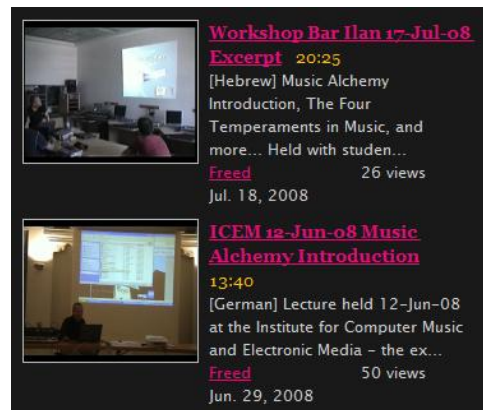 Workshop Bar Ilan 17-Jul-08
Excerpt 20:25
[Hebrew] Music Alchemy
Introduction, The Four
Temperaments in Music, and
more... Held with studen...
Freed 26 views
Jul. 18, 2008
ICEM 12-Jun-08 Music
Alchemy Introduction
13:40
[German] Lecture held 12-Jun-08
at the Institute for Computer Music
and Electronic Media - the ex...
Freed 50 views
Jun. 29, 2008